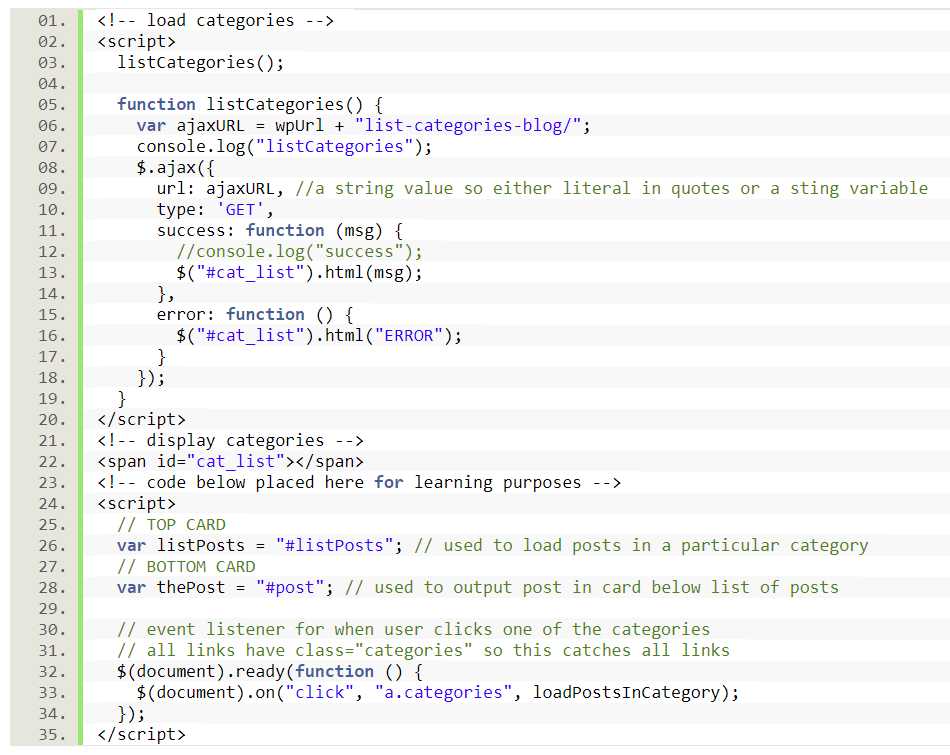 01. <!-- load categories -->
02. <script>
03.   listCategories();
04.
05.   function listCategories() {
06.     var ajaxURL = wpUrl + "list-categories-blog/";
07.     console.log("listCategories");
08.     $.ajax({
09.       url: ajaxURL, //a string value so either literal in quotes or a sting variable
10.       type: 'GET',
11.       success: function (msg) {
12.         //console.log("success");
13.         $("#cat_list").html(msg);
14.       },
15.       error: function () {
16.         $("#cat_list").html("ERROR");
17.       }
18.     });
19.   }
20. </script>
21. <!-- display categories -->
22. <span id="cat_list"></span>
23. <!-- code below placed here for learning purposes -->
24. <script>
25.   // TOP CARD
26.   var listPosts = "#listPosts"; // used to load posts in a particular category
27.   // BOTTOM CARD
28.   var thePost = "#post"; // used to output post in card below list of posts
29.
30.   // event listener for when user clicks one of the categories
31.   // all links have class="categories" so this catches all links
32.   $(document).ready(function () {
33.     $(document).on("click", "a.categories", loadPostsInCategory);
34.   });
35. </script>